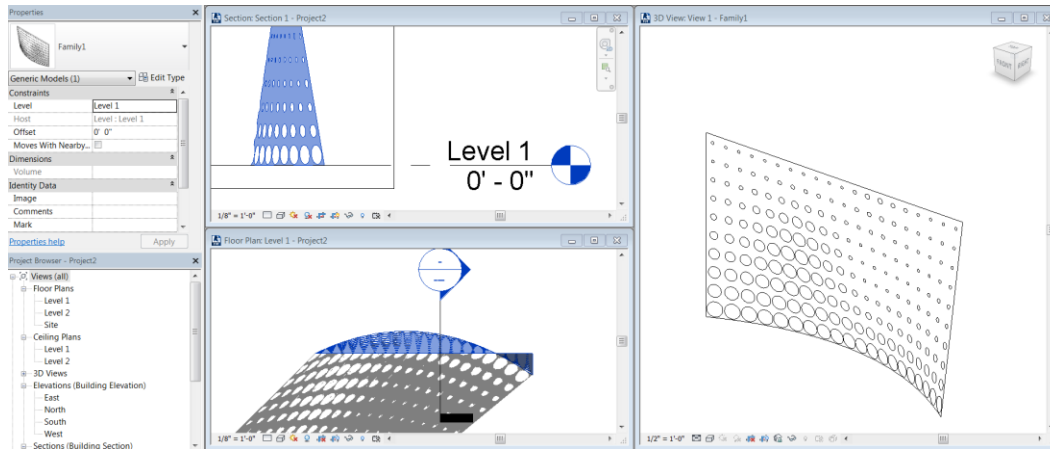 Properties
Family1
Generic Models (1)
Edit Type
Constraints
Level
Level 1
Host
Level : Level 1
Offset
0' 0"
Moves With Nearby...
Dimensions
Volume
Identity Data
Image
Comments
Mark
Properties help
Apply
Project Browser - Project2
Views (all)
Floor Plans
Level 1
Level 2
Site
Ceiling Plans
Level 1
Level 2
3D Views
Elevations (Building Elevation)
East
North
South
West
Sections (Building Section)
Section: Section 1 - Project2
Level 1
0' - 0"
1/8" = 1'-0"
Floor Plan: Level 1 - Project2
1/8" = 1'-0"
3D View: View 1 - Family1
FRONT
RIGHT
1/2" = 1'-0"